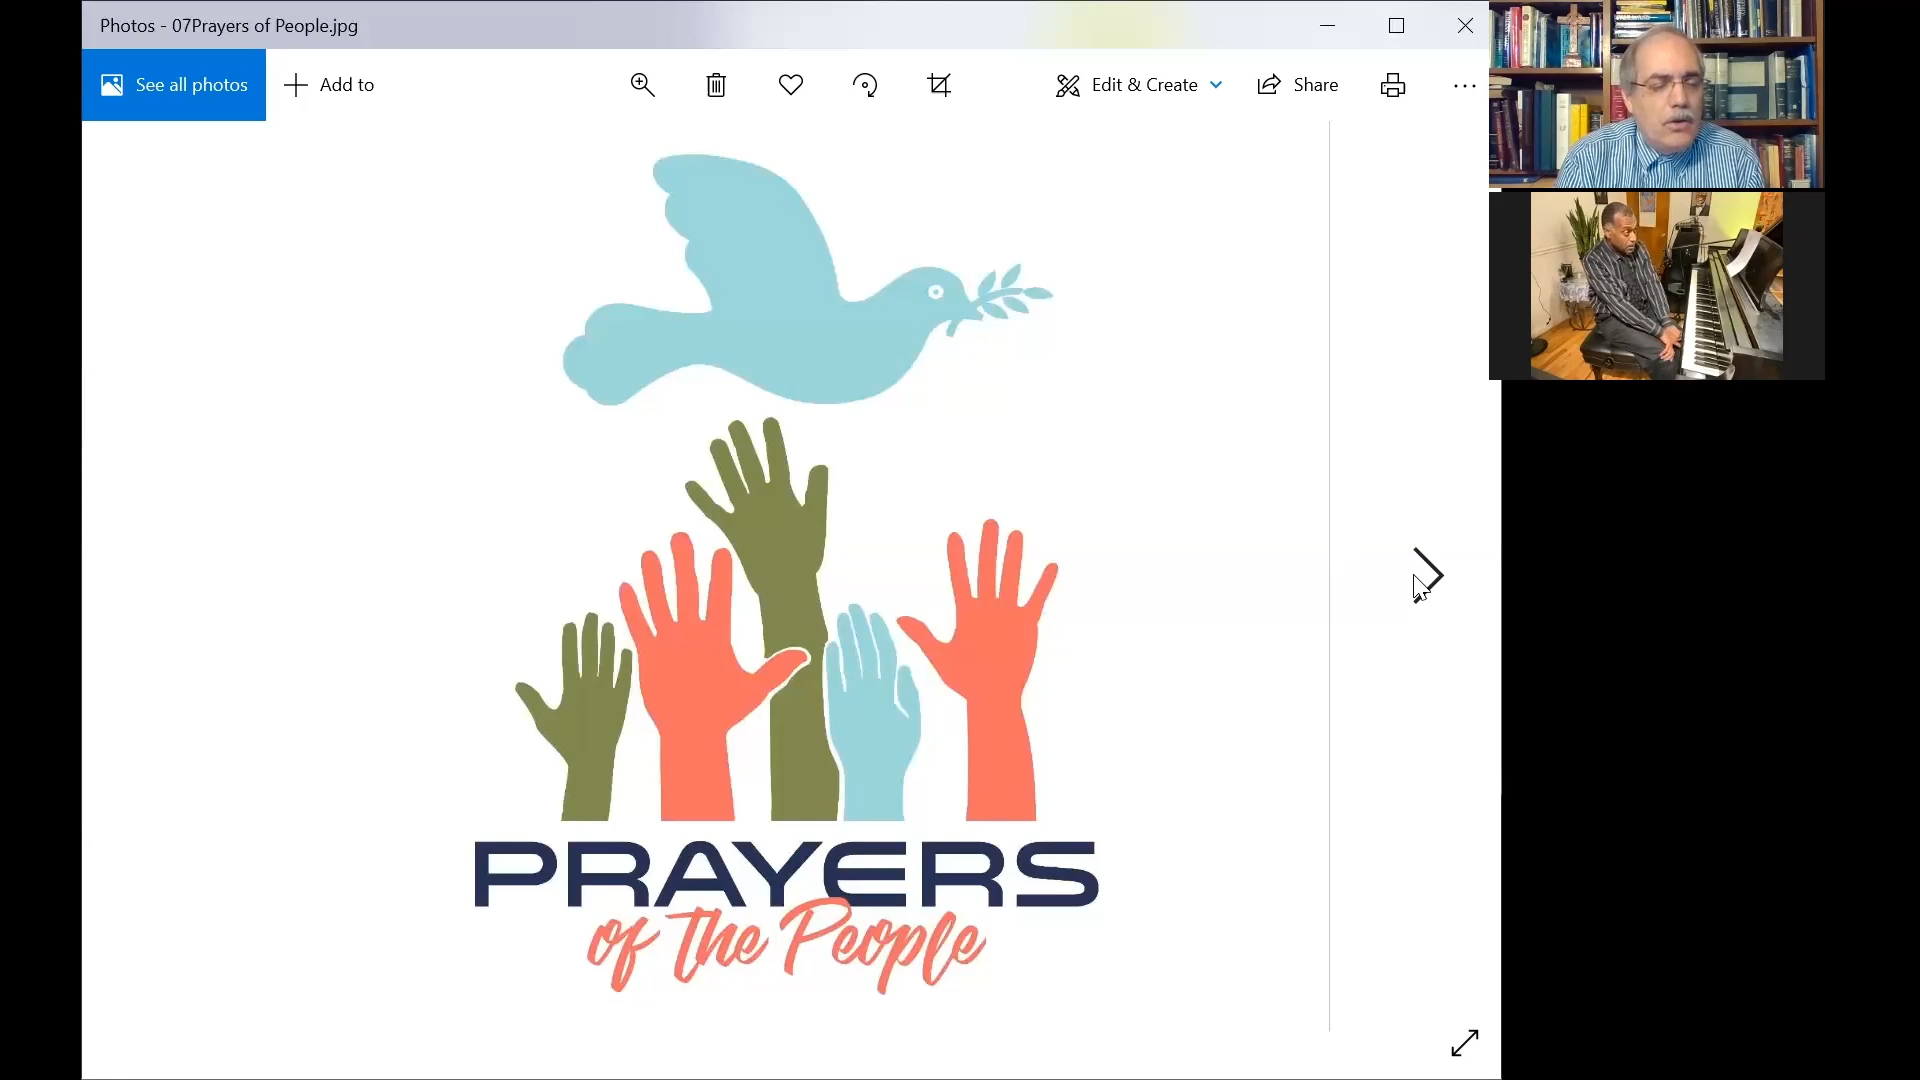 Photos - 07Prayers of People.jpg
See all photos
Add to
Edit & Create
Share
PRAYERS
of the People